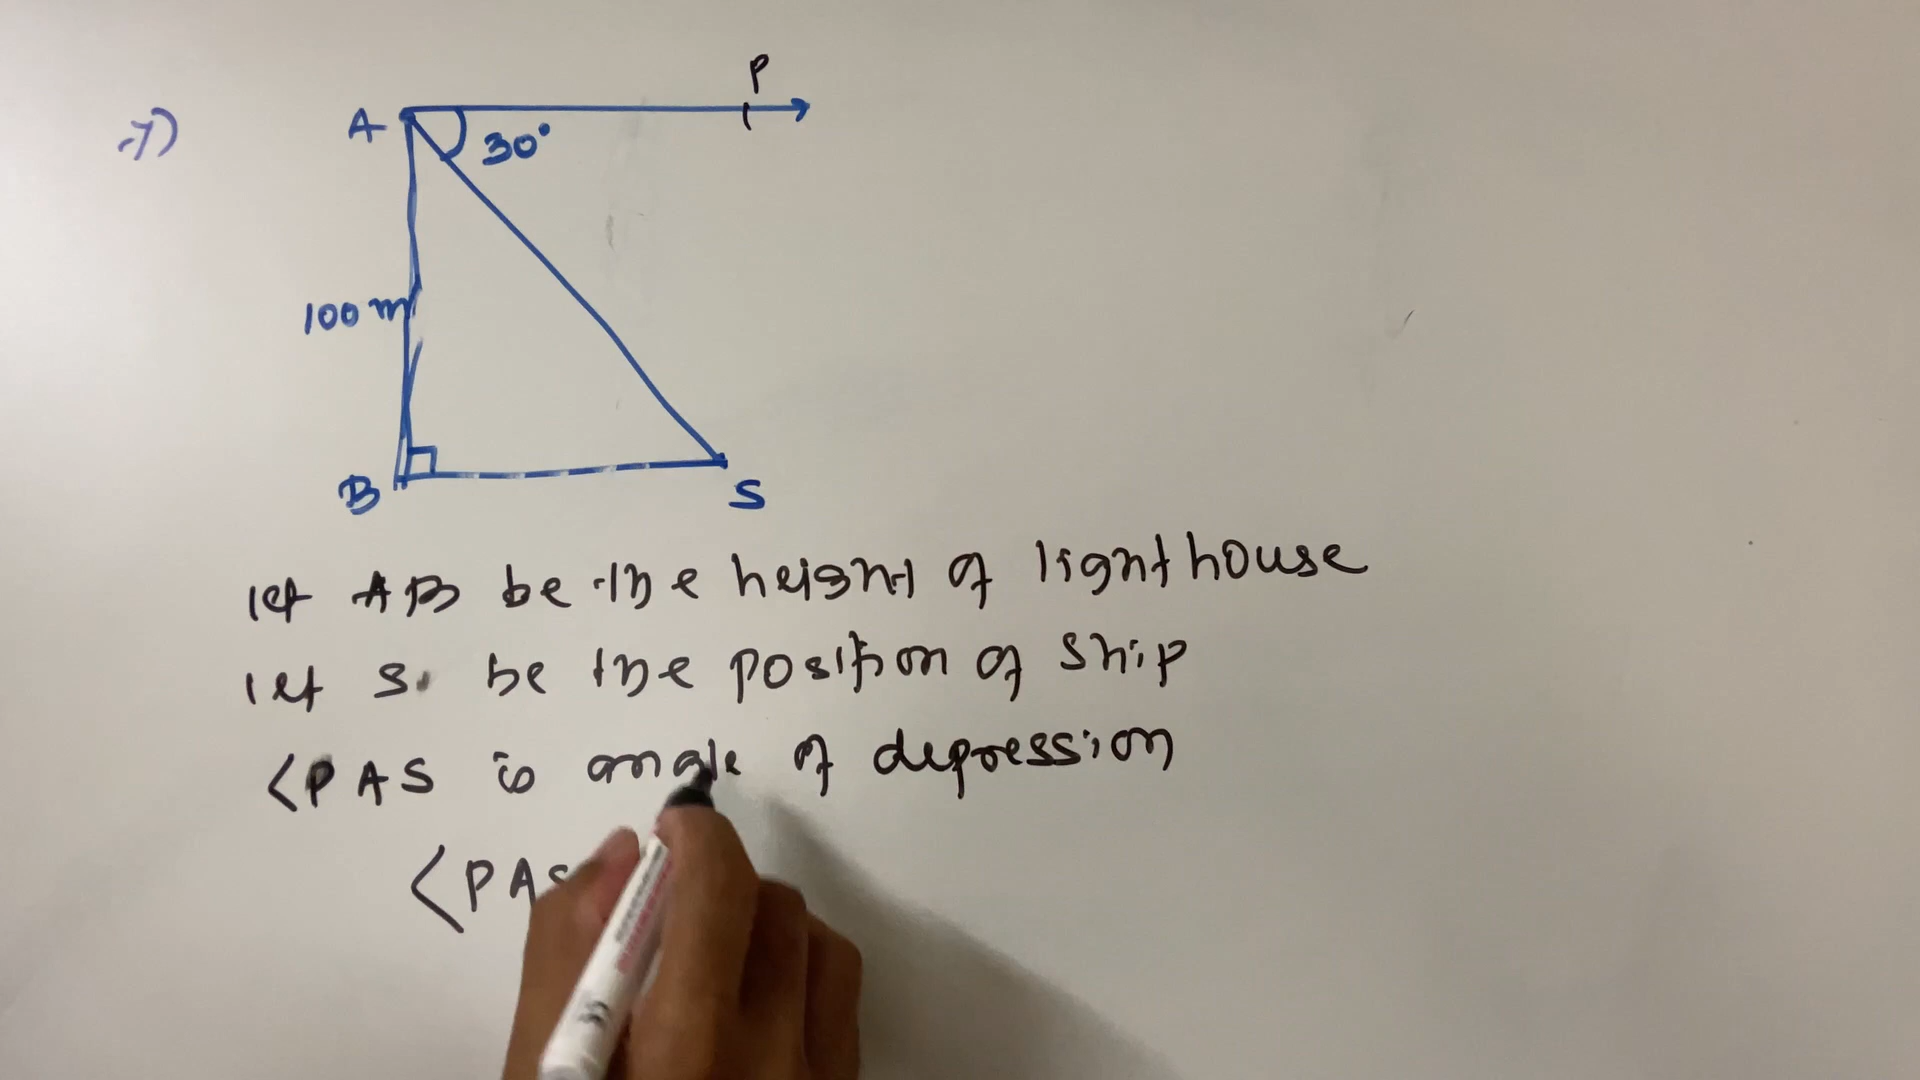 P
A
30°
100 m
B
S
let AB be the height of light house
let S be the position of ship
<PAS is angle of depression
<PAS